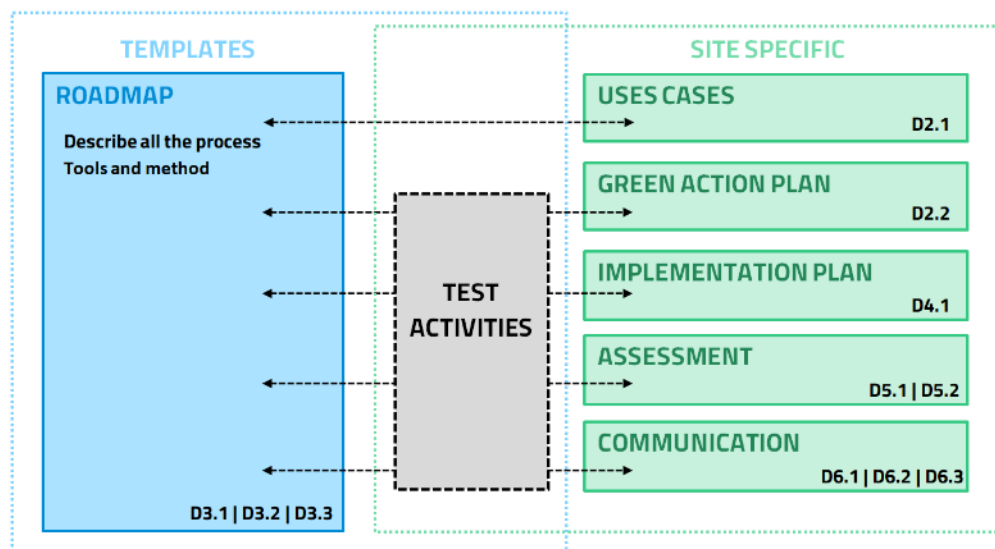 TEMPLATES
ROADMAP
Describe all the process
Tools and method
D3.1 | D3.2 | D3.3
TEST
ACTIVITIES
SITE SPECIFIC
USES CASES
D2.1
GREEN ACTION PLAN
D2.2
IMPLEMENTATION PLAN
D4.1
ASSESSMENT
D5.1 | D5.2
COMMUNICATION
D6.1 | D6.2 | D6.3